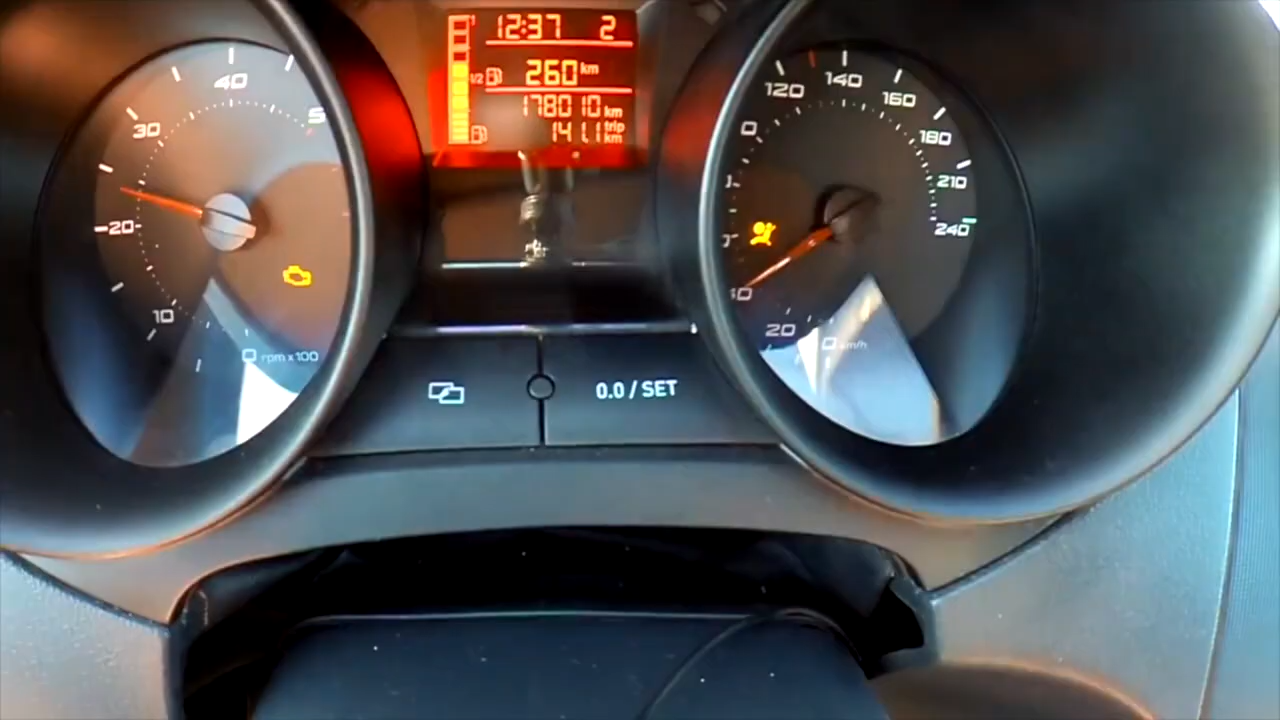 12:37 2
1/2 260 km
178010 km
141.1 trip km
10
20
30
40
rpm x 100
0.0 / SET
20
120
140
160
180
210
240
km/h